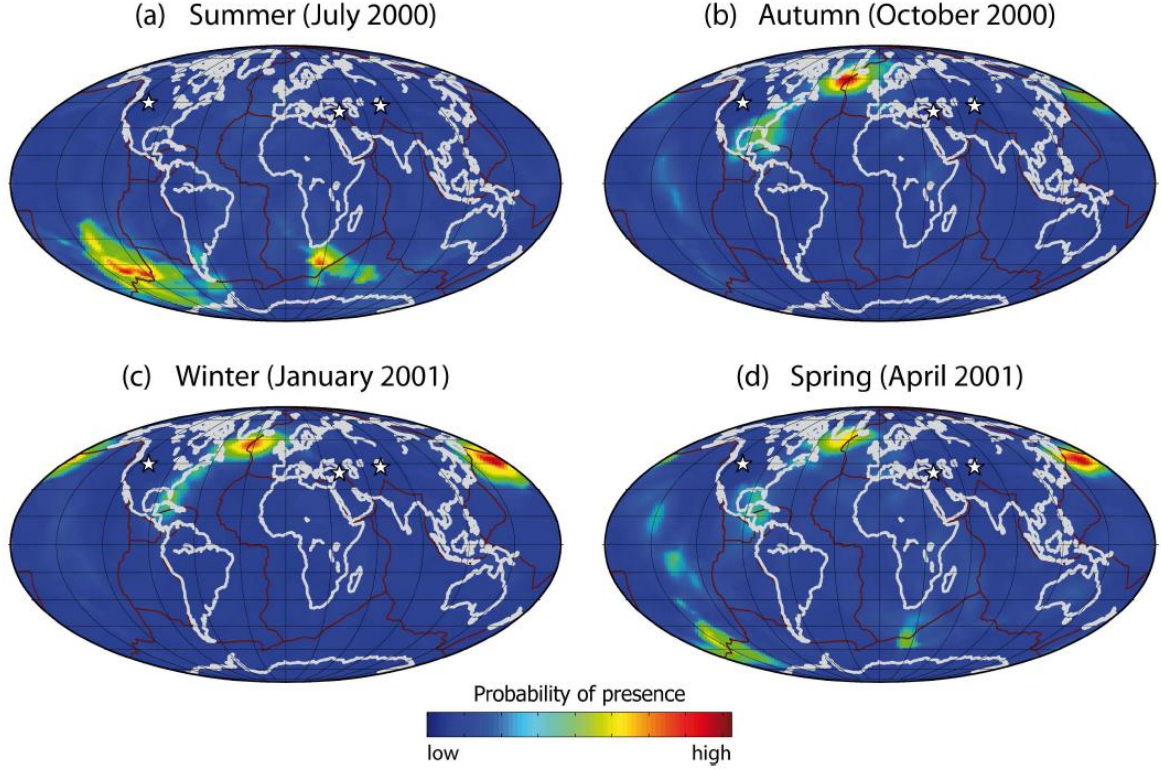 (a) Summer (July 2000)
(b) Autumn (October 2000)
(c) Winter (January 2001)
(d) Spring (April 2001)
Probability of presence
low high